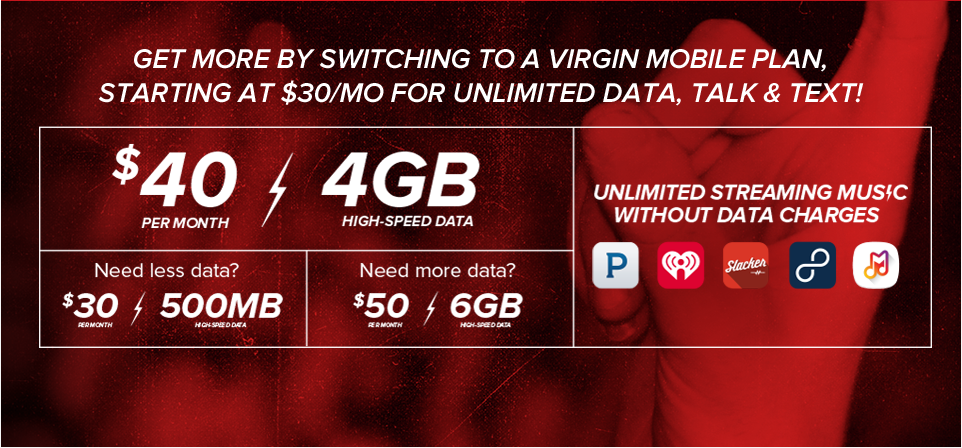 GET MORE BY SWITCHING TO A VIRGIN MOBILE PLAN,
STARTING AT $30/MO FOR UNLIMITED DATA, TALK & TEXT!
$40
PER MONTH
4GB
HIGH-SPEED DATA
Need less data?
$30
PER MONTH
500MB
HIGH-SPEED DATA
Need more data?
$50
PER MONTH
6GB
HIGH-SPEED DATA
UNLIMITED STREAMING MUSIC
WITHOUT DATA CHARGES
P
Slacker